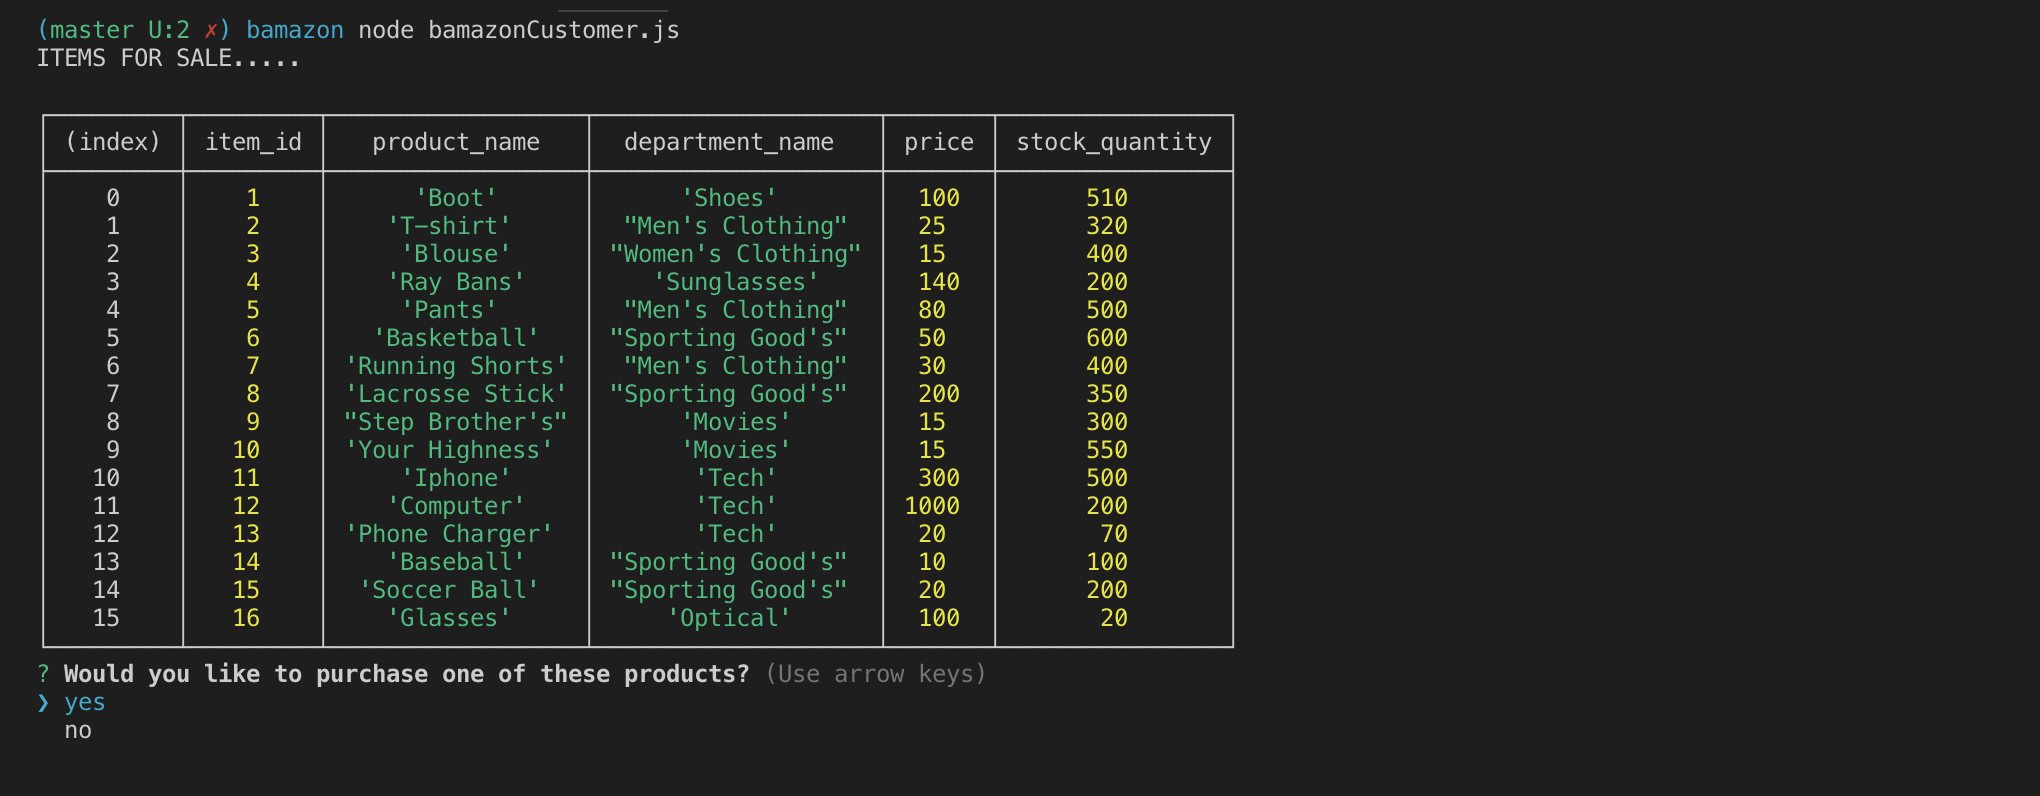 (master U:2 ✗) bamazon node bamazonCustomer.js
ITEMS FOR SALE.....
(index) item_id product_name department_name price stock_quantity
0 1 'Boot' 'Shoes' 100 510
1 2 'T-shirt' "Men's Clothing" 25 320
2 3 'Blouse' "Women's Clothing" 15 400
3 4 'Ray Bans' 'Sunglasses' 140 200
4 5 'Pants' "Men's Clothing" 80 500
5 6 'Basketball' "Sporting Good's" 50 600
6 7 'Running Shorts' "Men's Clothing" 30 400
7 8 'Lacrosse Stick' "Sporting Good's" 200 350
8 9 "Step Brother's" 'Movies' 15 300
9 10 'Your Highness' 'Movies' 15 550
10 11 'Iphone' 'Tech' 300 500
11 12 'Computer' 'Tech' 1000 200
12 13 'Phone Charger' 'Tech' 20 70
13 14 'Baseball' "Sporting Good's" 10 100
14 15 'Soccer Ball' "Sporting Good's" 20 200
15 16 'Glasses' 'Optical' 100 20
? Would you like to purchase one of these products? (Use arrow keys)
❯ yes
no